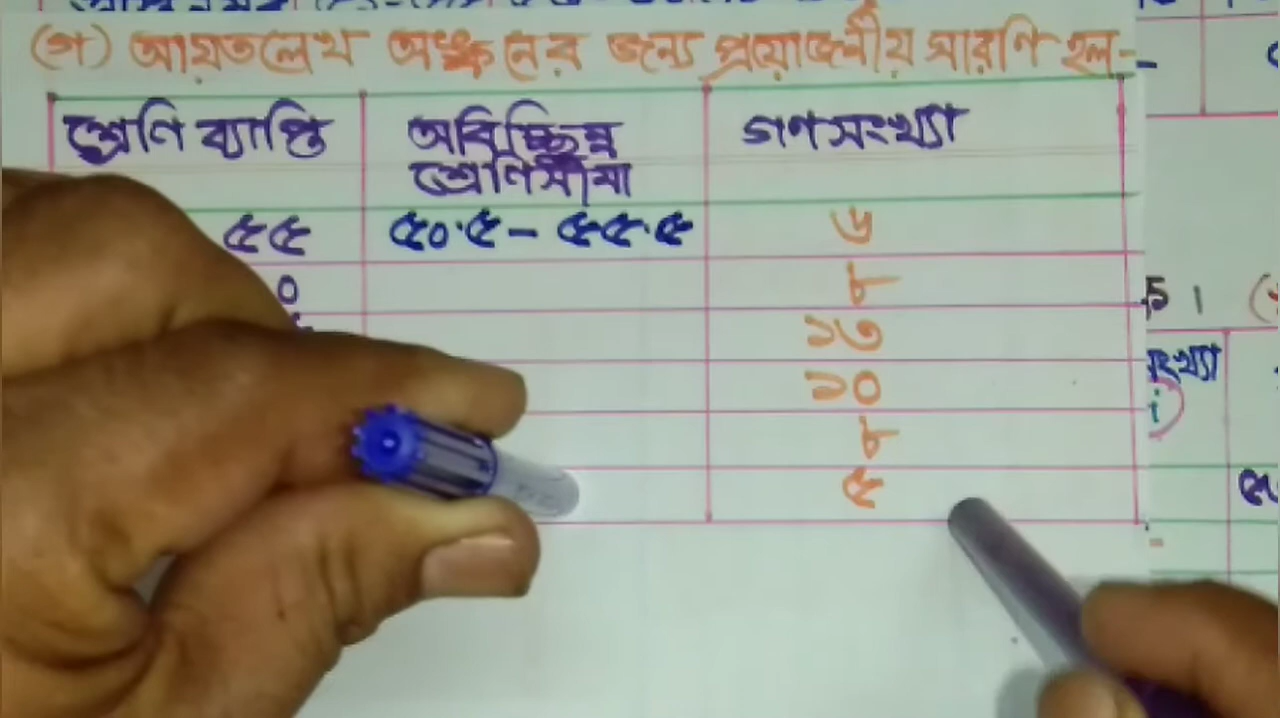 (গ) আয়তলেখ অঙ্কনের জন্য প্রয়োজনীয় সারণি হল-
শ্রেণি ব্যাপ্তি অবিচ্ছিন্ন শ্রেণিসীমা গণসংখ্যা
৫৫ ৫০.৫ - ৫৫.৫ ৬
০ ৮
১৩
১০
৮
৫